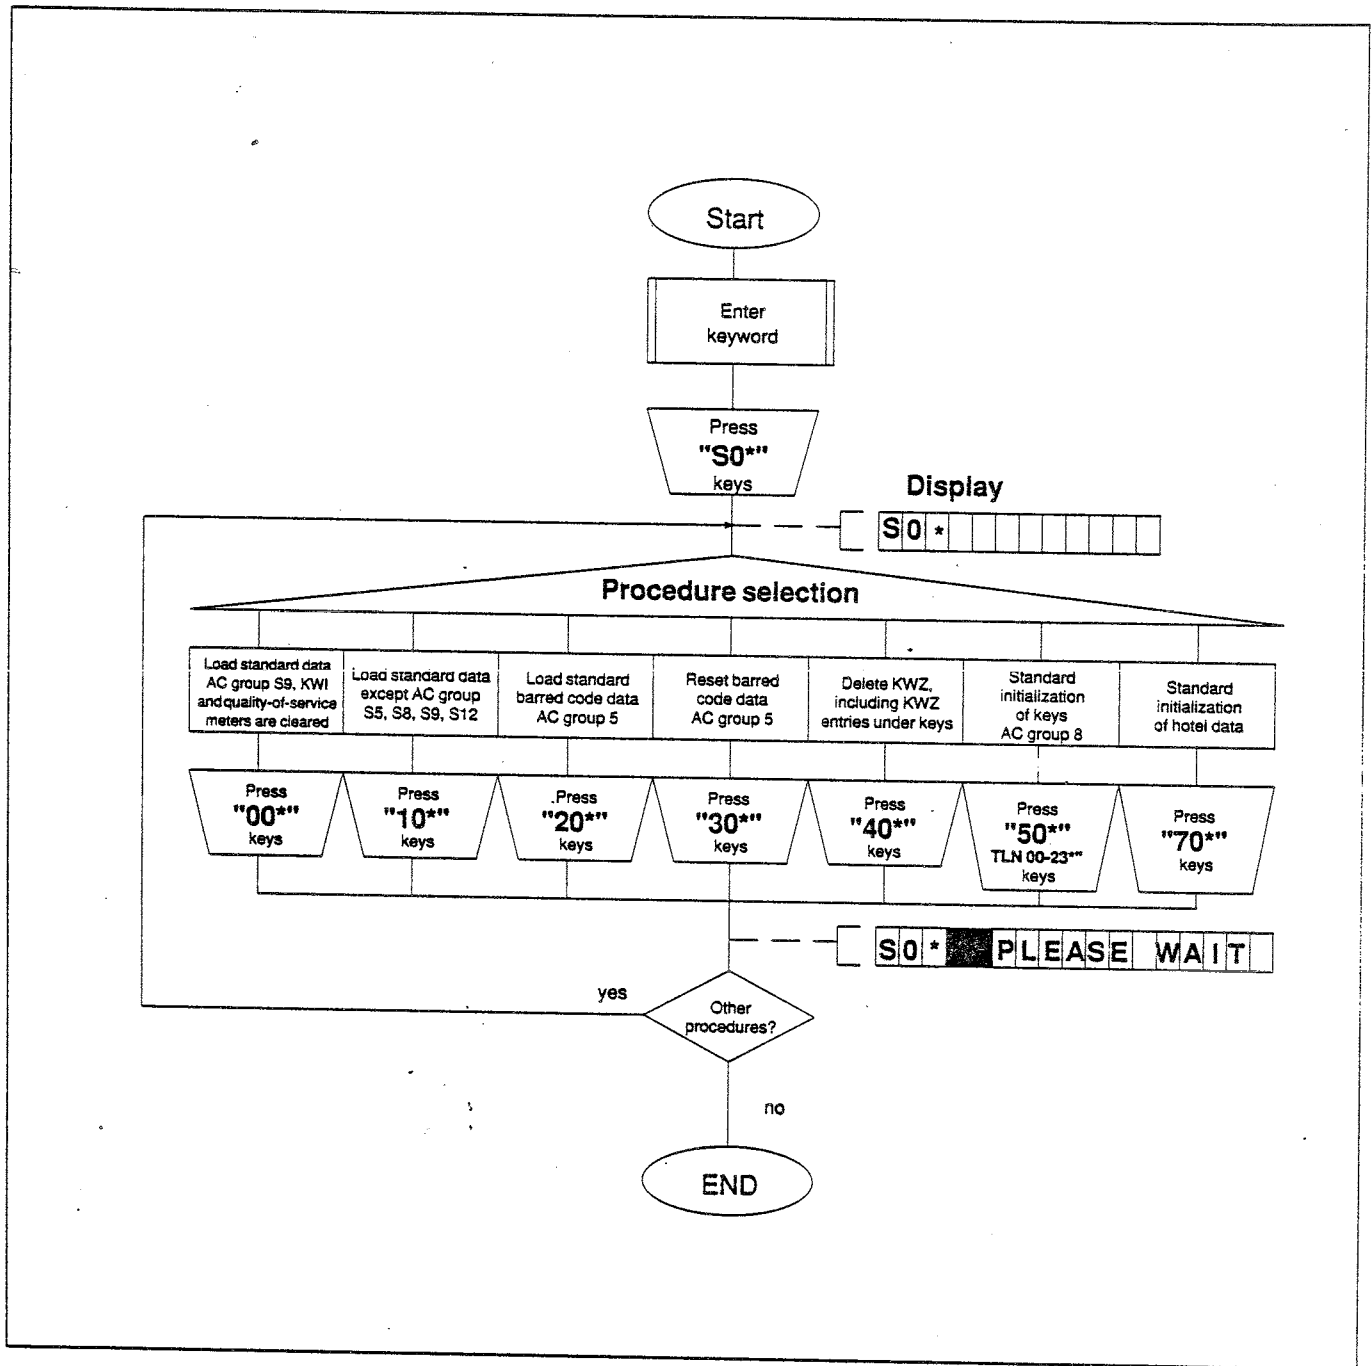 Start
Enter
keyword
Press
"S0*"
keys
Display
S0*
Procedure selection
Load standard data
AC group S9, KWI
and quality-of-service
meters are cleared
Load standard data
except AC group
S5, S8, S9, S12
Load standard
barred code data
AC group 5
Reset barred
code data
AC group 5
Delete KWZ,
including KWZ
entries under keys
Standard
initialization
of keys
AC group 8
Standard
initialization
of hotel data
Press
"00*"
keys
Press
"10*"
keys
Press
"20*"
keys
Press
"30*"
keys
Press
"40*"
keys
Press
"50*"
TLN 00-23*"
keys
Press
"70*"
keys
S0* PLEASE WAIT
yes
Other
procedures?
no
END